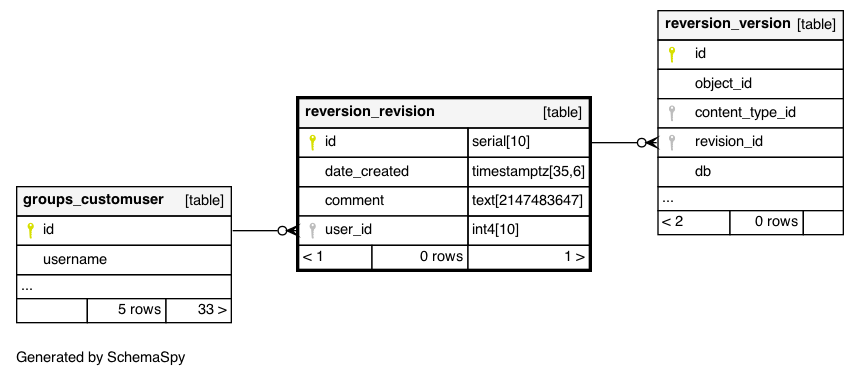 reversion_version [table]
id
object_id
content_type_id
revision_id
db
...
< 2 0 rows
reversion_revision [table]
id serial[10]
date_created timestamptz[35,6]
comment text[2147483647]
user_id int4[10]
< 1 0 rows 1 >
groups_customuser [table]
id
username
...
5 rows 33 >
Generated by SchemaSpy